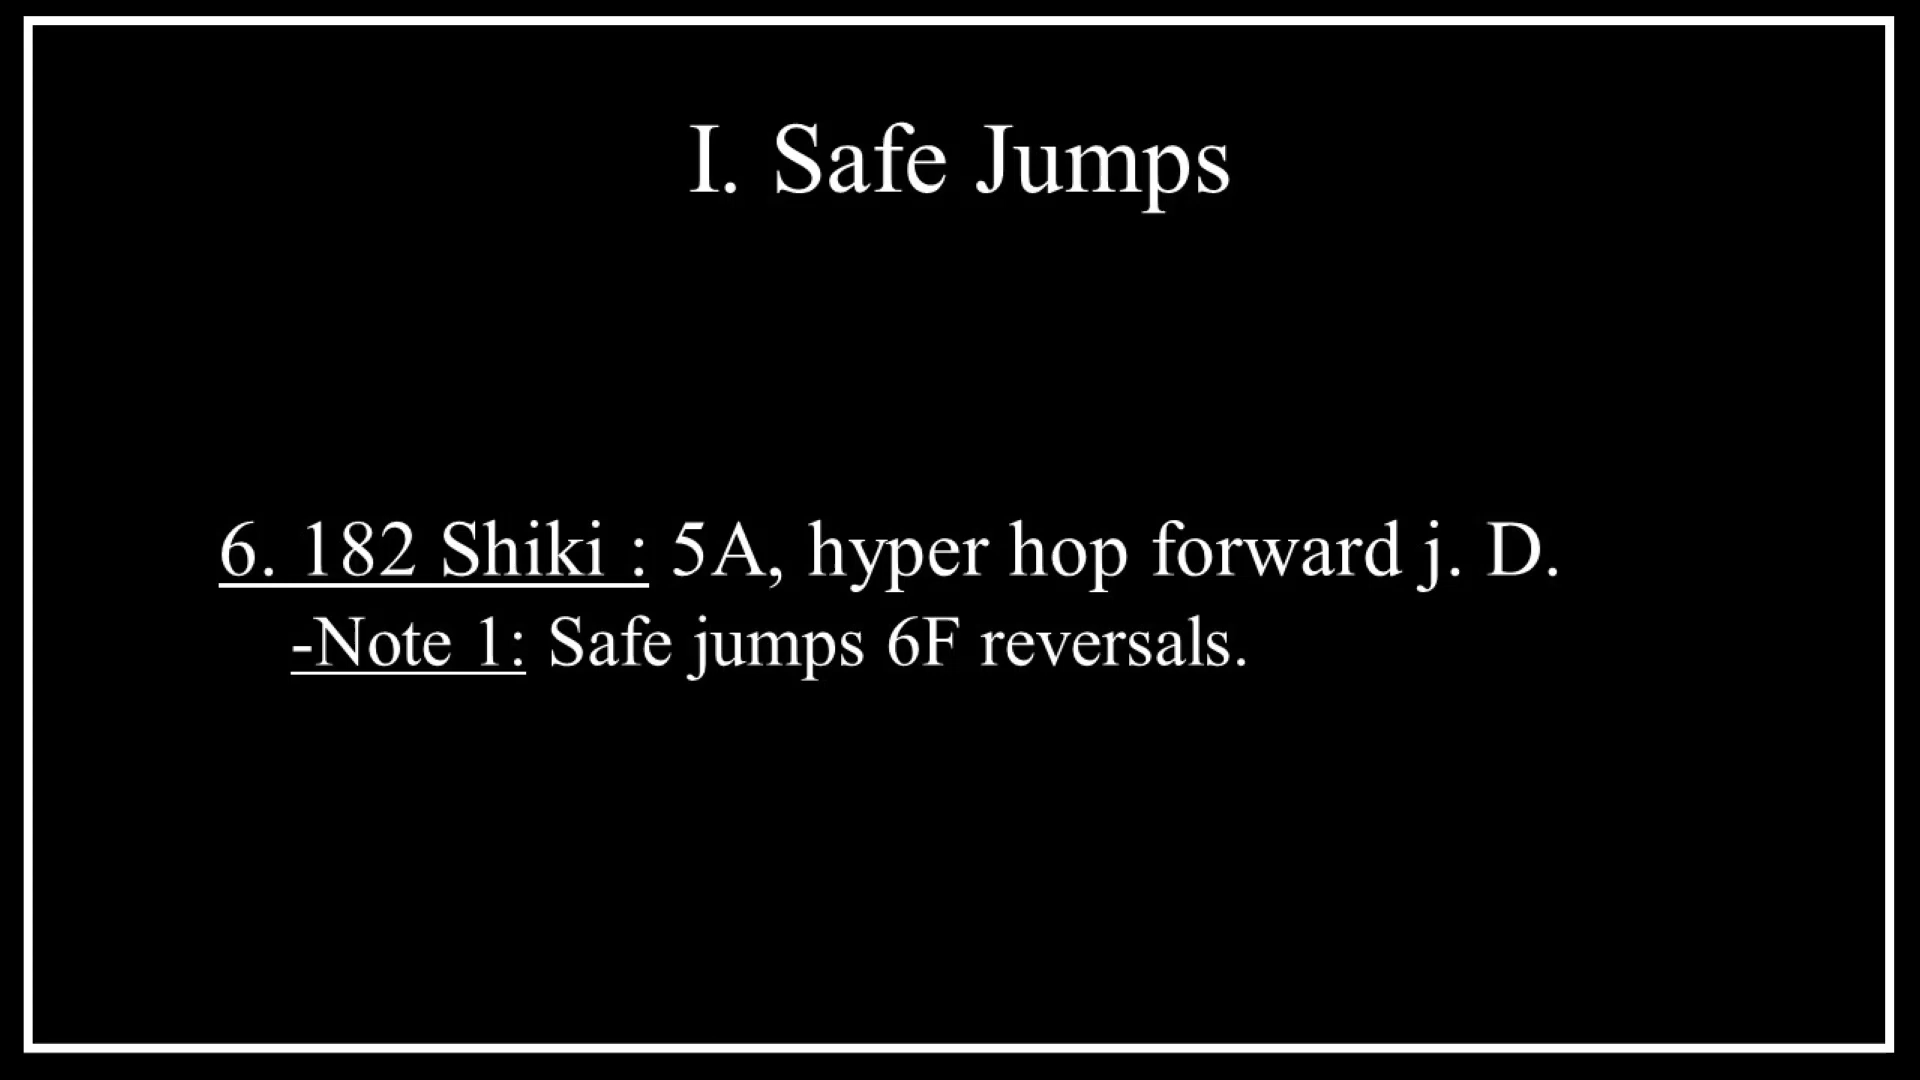 I. Safe Jumps
6. 182 Shiki : 5A, hyper hop forward j. D.
-Note 1: Safe jumps 6F reversals.